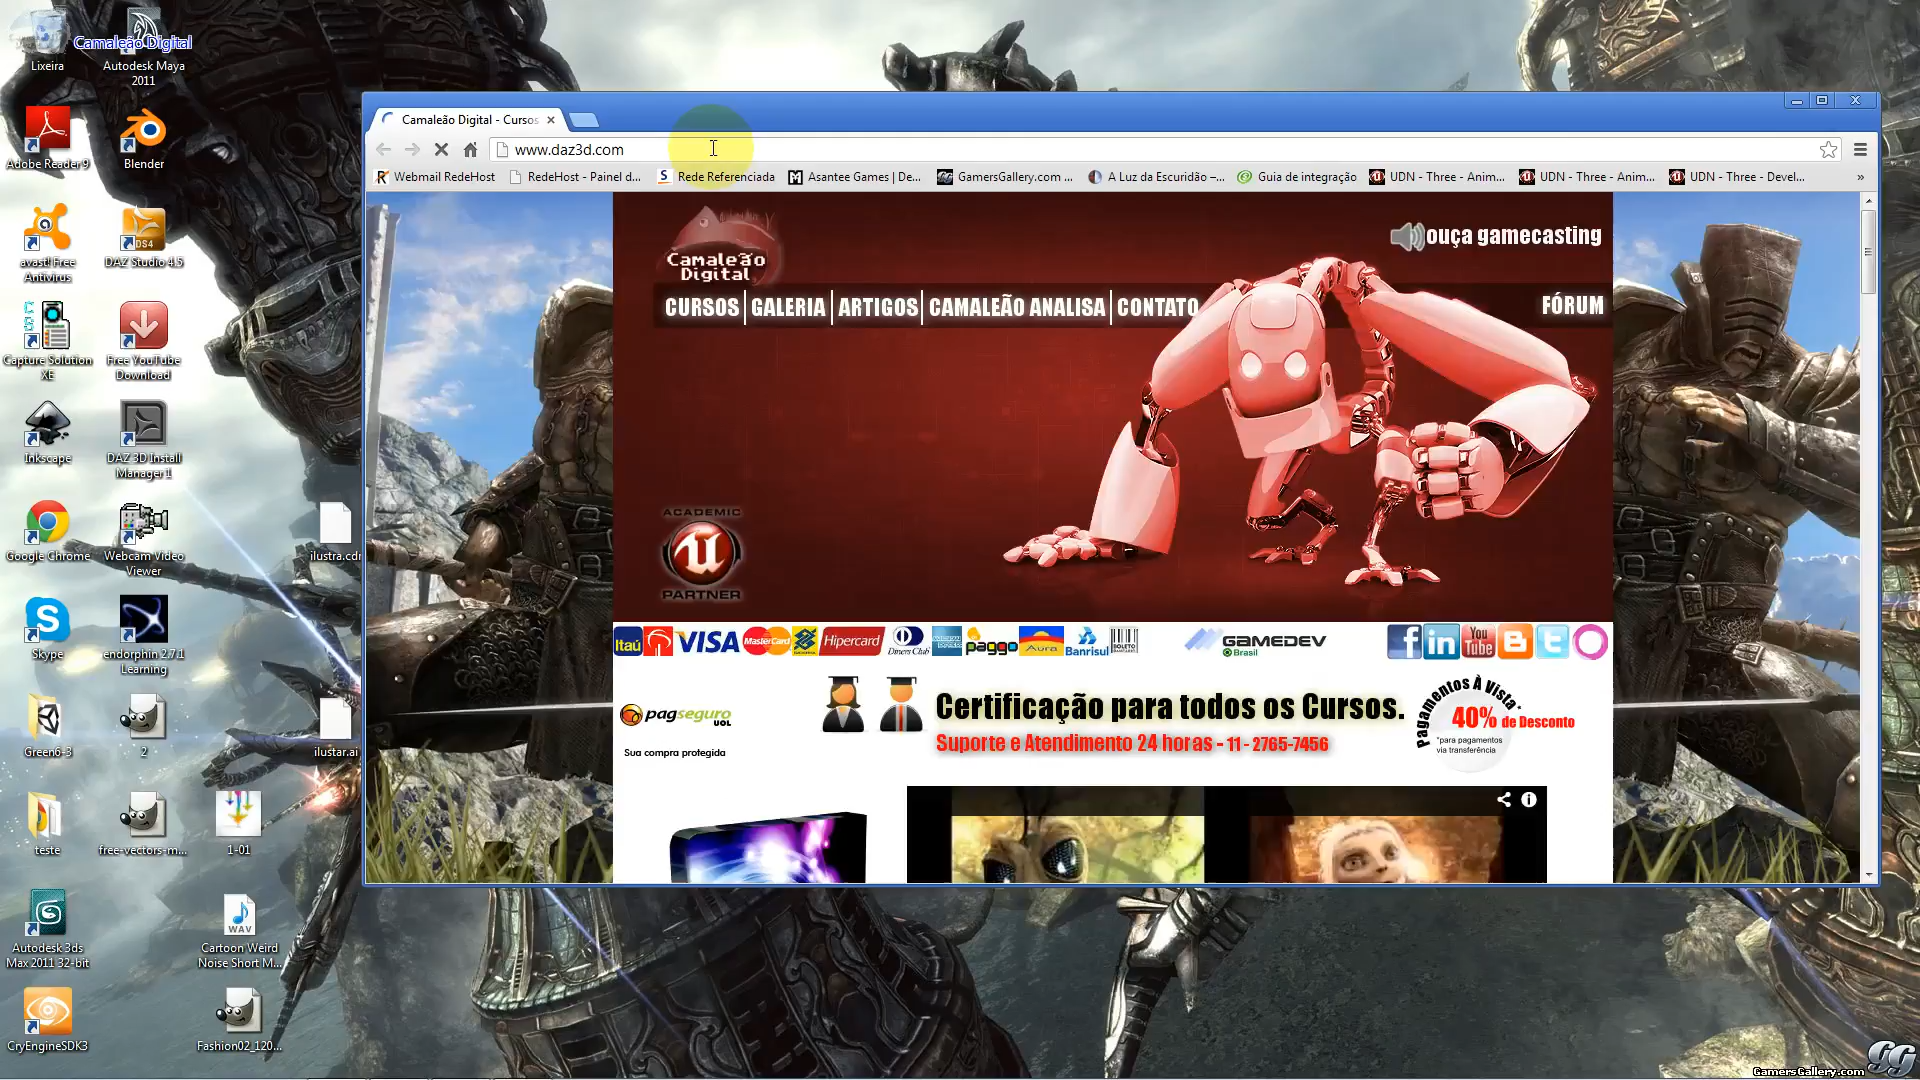 Lixeira
Camaleão Digital
Autodesk Maya
2011
Adobe Reader 9
Blender
avast! Free
Antivirus
DS4
DAZ Studio 4.5
Capture Solution
XE
Free YouTube
Download
Inkscape
DAZ 3D Install
Manager 1
Google Chrome
Webcam Video
Viewer
Skype
endorphin 2.7.1
Learning
Green6-3
2
teste
free-vectors-m...
1-01
Autodesk 3ds
Max 2011 32-bit
WAV
Cartoon Weird
Noise Short M...
CryEngineSDK3
Fashion02_120...
ilustra.cdr
ilustar.ai
Camaleão Digital - Cursos
www.daz3d.com
Webmail RedeHost
RedeHost - Painel d...
Rede Referenciada
Asantee Games | De...
GamersGallery.com ...
A Luz da Escuridão –...
Guia de integração
UDN - Three - Anim...
UDN - Three - Anim...
UDN - Three - Devel...
»
Camaleão
Digital
ouça gamecasting
CURSOS GALERIA ARTIGOS CAMALEÃO ANALISA CONTATO
FÓRUM
ACADEMIC
PARTNER
Itaú
VISA
MasterCard
Hipercard
Diners Club
paggo
Aura
Banrisul
BOLETO
GAMEDEV
Brasil
You
Tube
pagseguro
UOL
Sua compra protegida
Certificação para todos os Cursos.
Suporte e Atendimento 24 horas - 11 - 2765-7456
Pagamentos À Vista*
40% de Desconto
*para pagamentos
via transferência
GG
GamersGallery.com